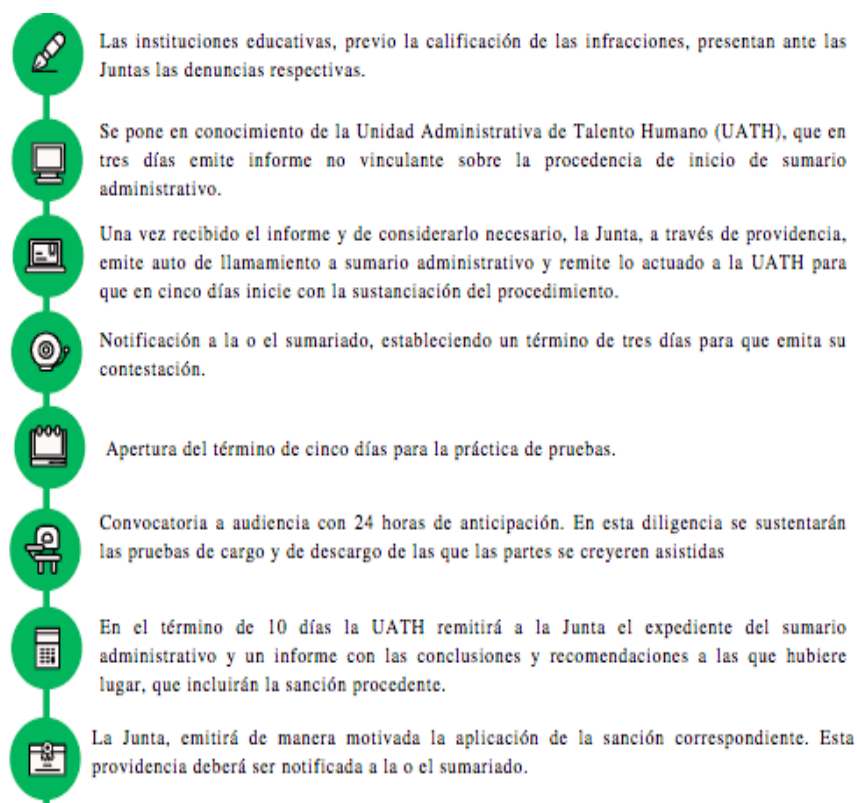 Las instituciones educativas, previo la calificación de las infracciones, presentan ante las
Juntas las denuncias respectivas.
Se pone en conocimiento de la Unidad Administrativa de Talento Humano (UATH), que en
tres días emite informe no vinculante sobre la procedencia de inicio de sumario
administrativo.
Una vez recibido el informe y de considerarlo necesario, la Junta, a través de providencia,
emite auto de llamamiento a sumario administrativo y remite lo actuado a la UATH para
que en cinco días inicie con la sustanciación del procedimiento.
Notificación a la o el sumariado, estableciendo un término de tres días para que emita su
contestación.
Apertura del término de cinco días para la práctica de pruebas.
Convocatoria a audiencia con 24 horas de anticipación. En esta diligencia se sustentarán
las pruebas de cargo y de descargo de las que las partes se creyeren asistidas
En el término de 10 días la UATH remitirá a la Junta el expediente del sumario
administrativo y un informe con las conclusiones y recomendaciones a las que hubiere
lugar, que incluirán la sanción procedente.
La Junta, emitirá de manera motivada la aplicación de la sanción correspondiente. Esta
providencia deberá ser notificada a la o el sumariado.